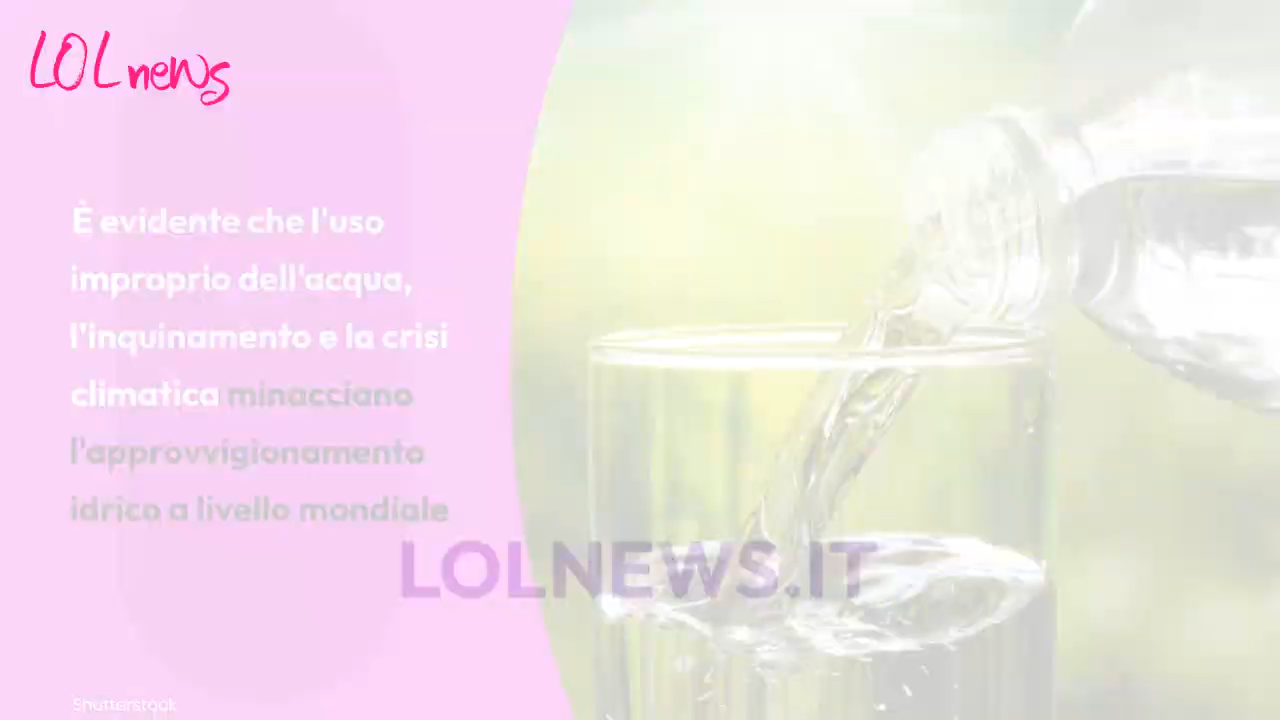 LOL news
È evidente che l'uso
improprio dell'acqua,
l'inquinamento e la crisi
climatica minacciano
l'approvvigionamento
idrico a livello mondiale
LOLNEWS.IT
Shutterstock